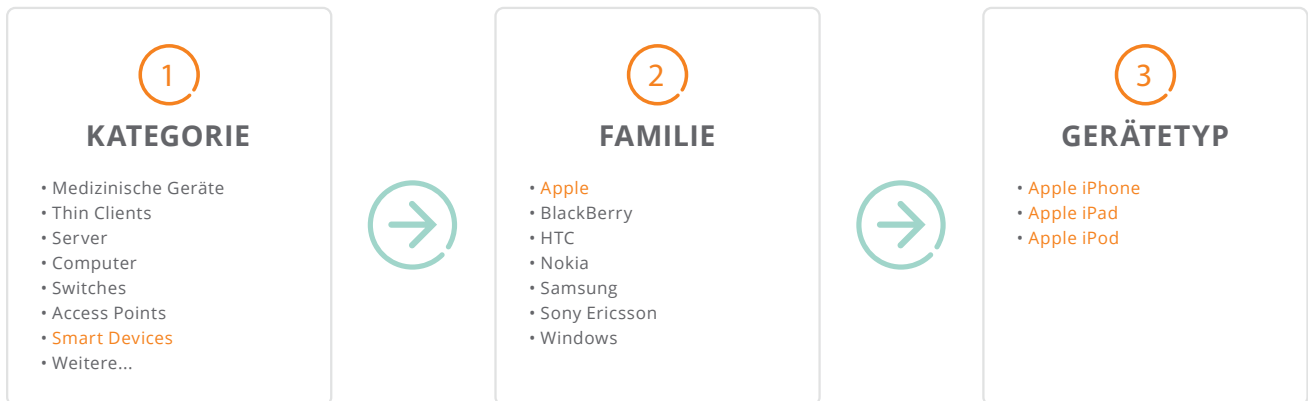 1
KATEGORIE
• Medizinische Geräte
• Thin Clients
• Server
• Computer
• Switches
• Access Points
• Smart Devices
• Weitere...
2
FAMILIE
• Apple
• BlackBerry
• HTC
• Nokia
• Samsung
• Sony Ericsson
• Windows
3
GERÄTETYP
• Apple iPhone
• Apple iPad
• Apple iPod